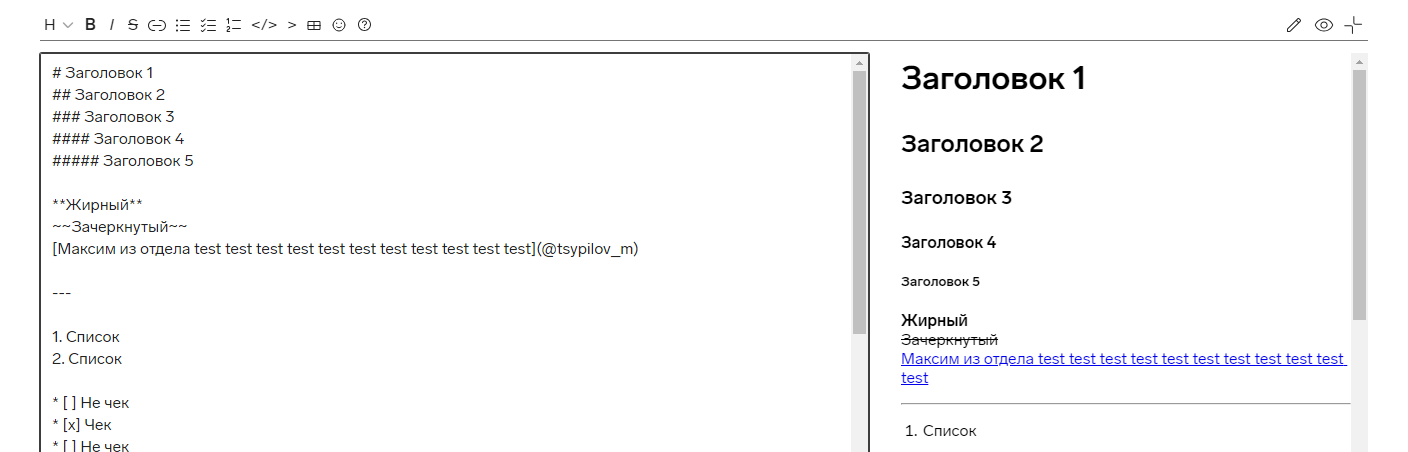 H B I S </> >
# Заголовок 1
## Заголовок 2
### Заголовок 3
#### Заголовок 4
##### Заголовок 5
**Жирный**
~~Зачеркнутый~~
[Максим из отдела test test test test test test test test test test test](@tsypilov_m)
---
1. Список
2. Список
* [ ] Не чек
* [x] Чек
* [ ] Не чек
Заголовок 1
Заголовок 2
Заголовок 3
Заголовок 4
Заголовок 5
Жирный
Зачеркнутый
Максим из отдела test test test test test test test test test test
test
1. Список